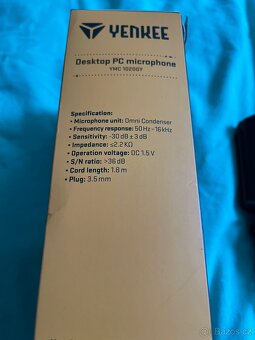 YENKEE
Desktop PC microphone
YMC 1020GY
Specification:
• Microphone unit: Omni Condenser
• Frequency response: 50 Hz – 16 kHz
• Sensitivity: -30 dB ± 3 dB
• Impedance: ≤2.2 KΩ
• Operation voltage: DC 1.5 V
• S/N ratio: >36 dB
• Cord length: 1.8 m
• Plug: 3.5 mm